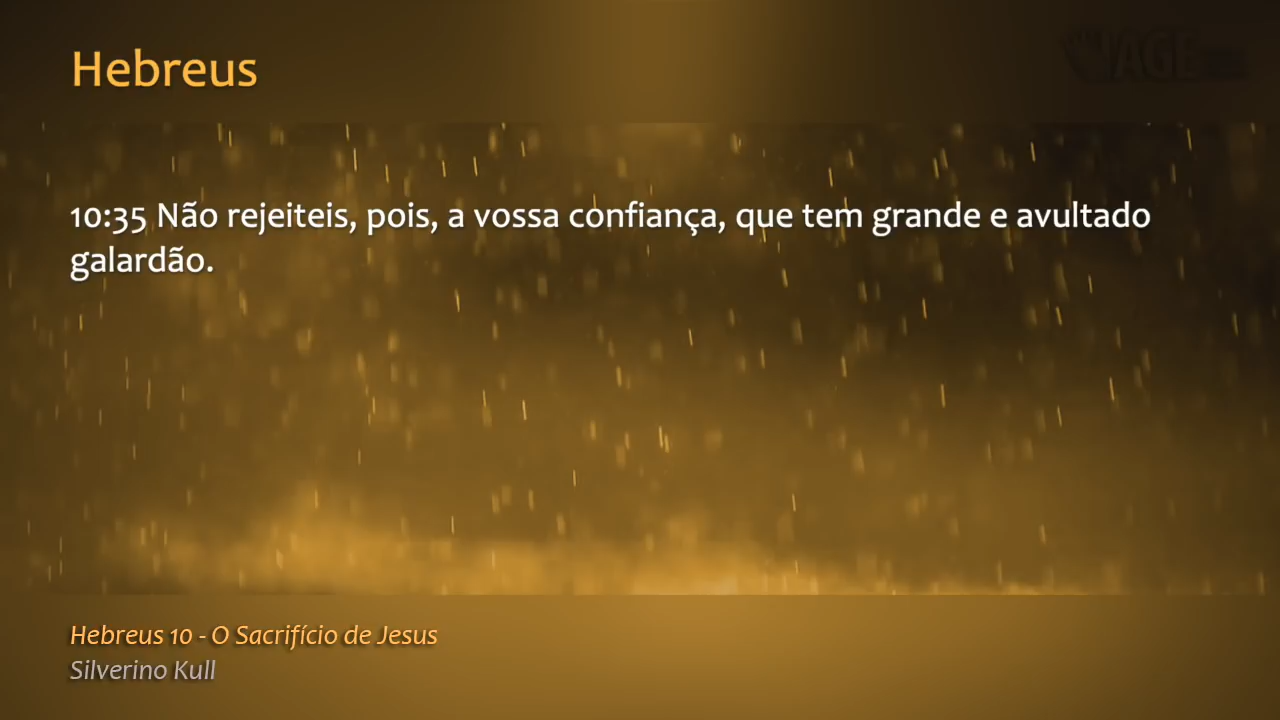 Hebreus
10:35 Não rejeiteis, pois, a vossa confiança, que tem grande e avultado
galardão.
Hebreus 10 - O Sacrifício de Jesus
Silverino Kull